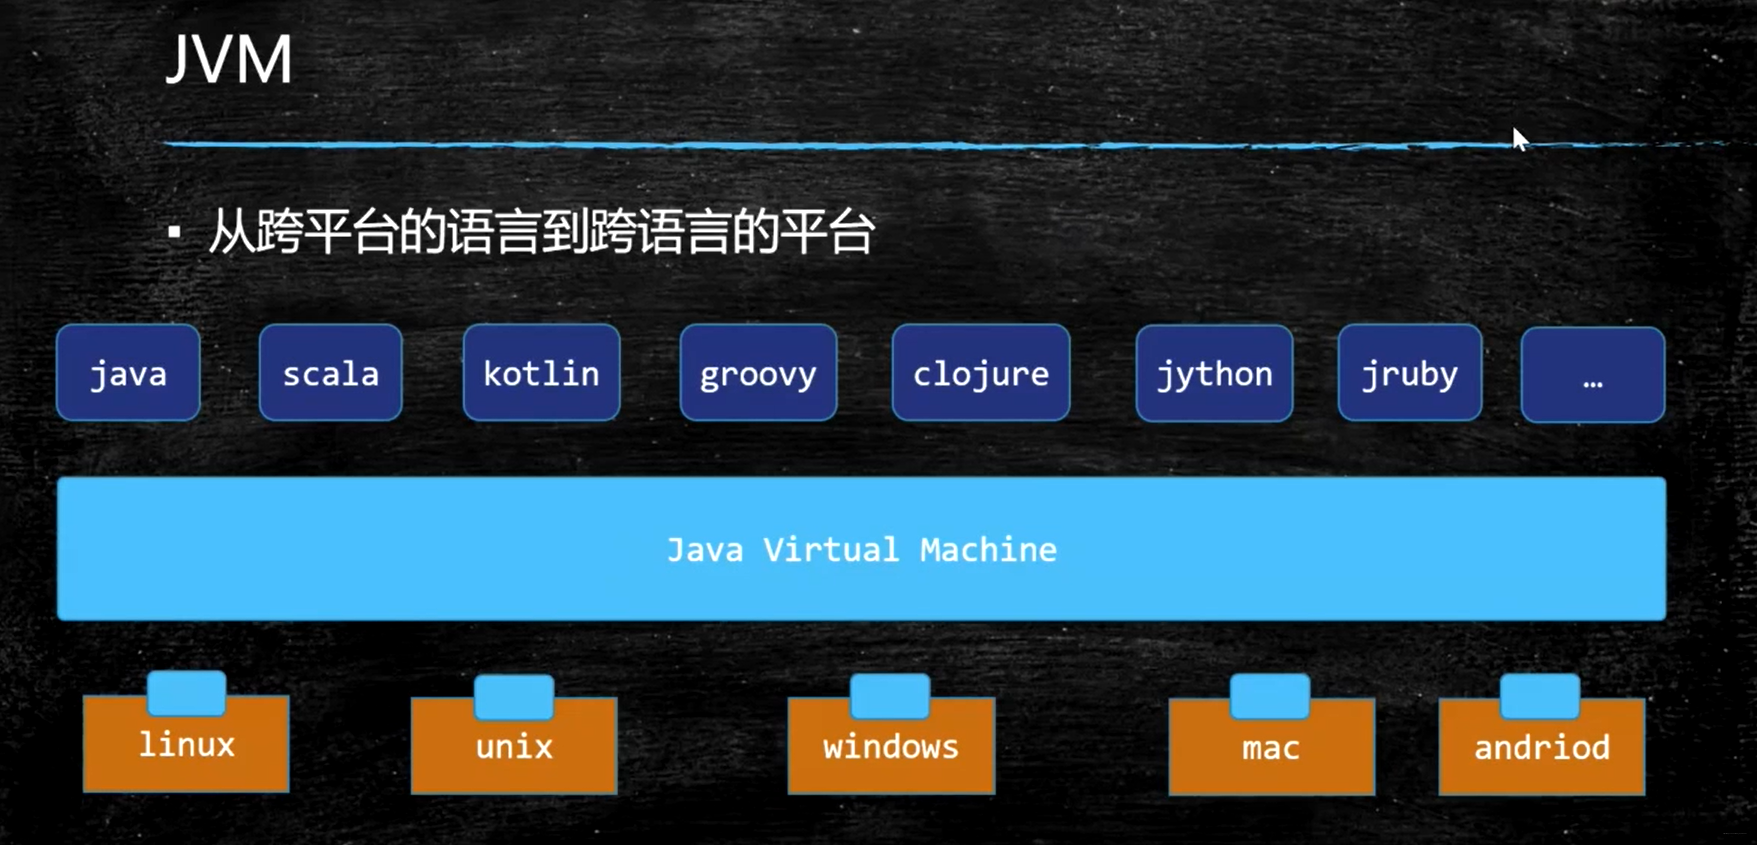 JVM
▪ 从跨平台的语言到跨语言的平台
java scala kotlin groovy clojure jython jruby …
Java Virtual Machine
linux unix windows mac andriod